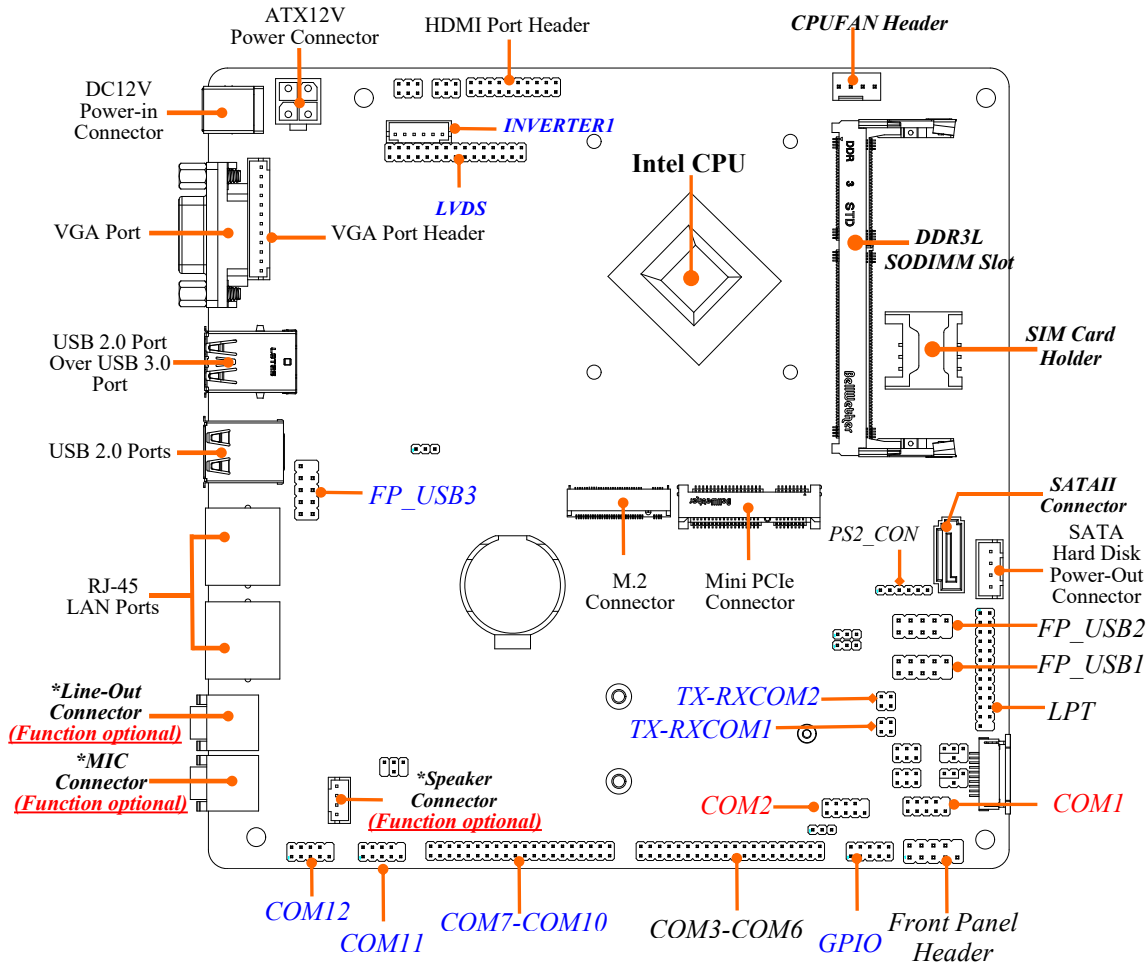 ATX12V
Power Connector
HDMI Port Header
CPUFAN Header
DC12V
Power-in
Connector
INVERTER1
DDR 3 STD
Intel CPU
LVDS
VGA Port
VGA Port Header
DDR3L
SODIMM Slot
USB 2.0 Port
Over USB 3.0
Port
SIM Card
Holder
BellWether
USB 2.0 Ports
FP_USB3
BellWether
SATAII
Connector
PS2_CON
SATA
Hard Disk
Power-Out
Connector
RJ-45
LAN Ports
M.2
Connector
Mini PCIe
Connector
FP_USB2
FP_USB1
*Line-Out
Connector
(Function optional)
TX-RXCOM2
TX-RXCOM1
LPT
*MIC
Connector
(Function optional)
*Speaker
Connector
(Function optional)
COM2
COM1
COM12
COM11
COM7-COM10
COM3-COM6
GPIO
Front Panel
Header